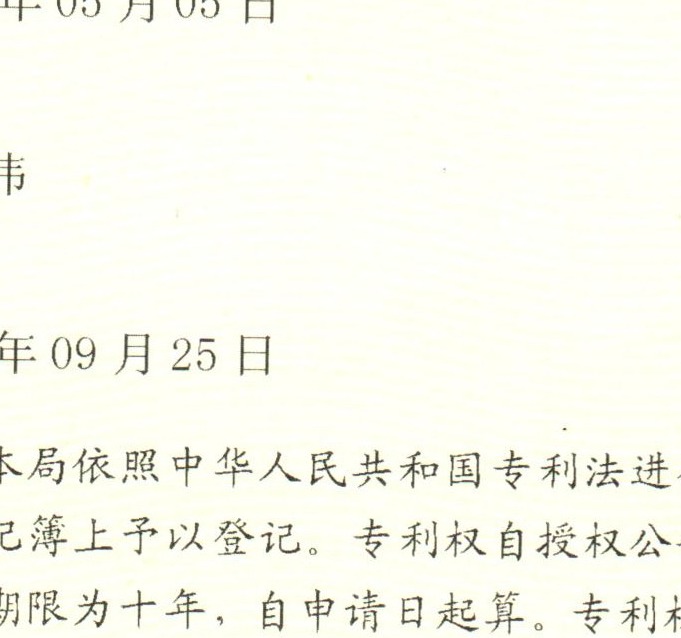 年 05 月 05 日
韦
年 09 月 25 日
本局依照中华人民共和国专利法进
记簿上予以登记。专利权自授权公
期限为十年，自申请日起算。专利权